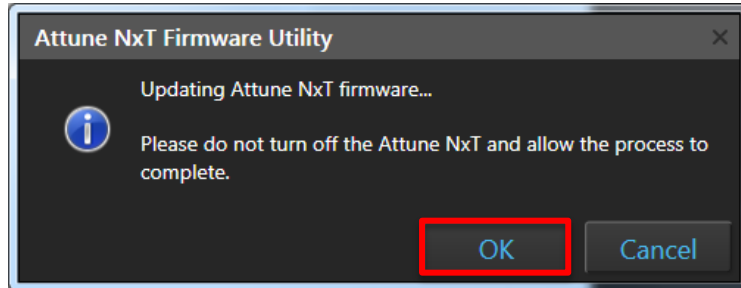 Attune NxT Firmware Utility
Updating Attune NxT firmware...
Please do not turn off the Attune NxT and allow the process to
complete.
OK
Cancel